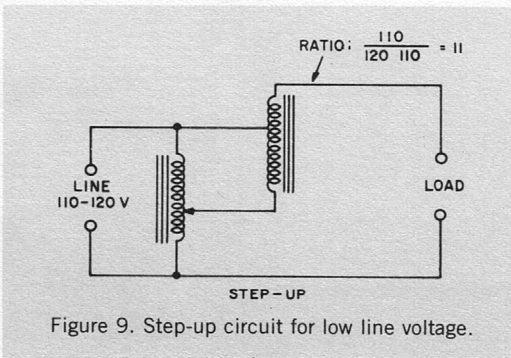 RATIO: 110
120 110 = 11
LINE
110-120 V
LOAD
STEP-UP
Figure 9. Step-up circuit for low line voltage.